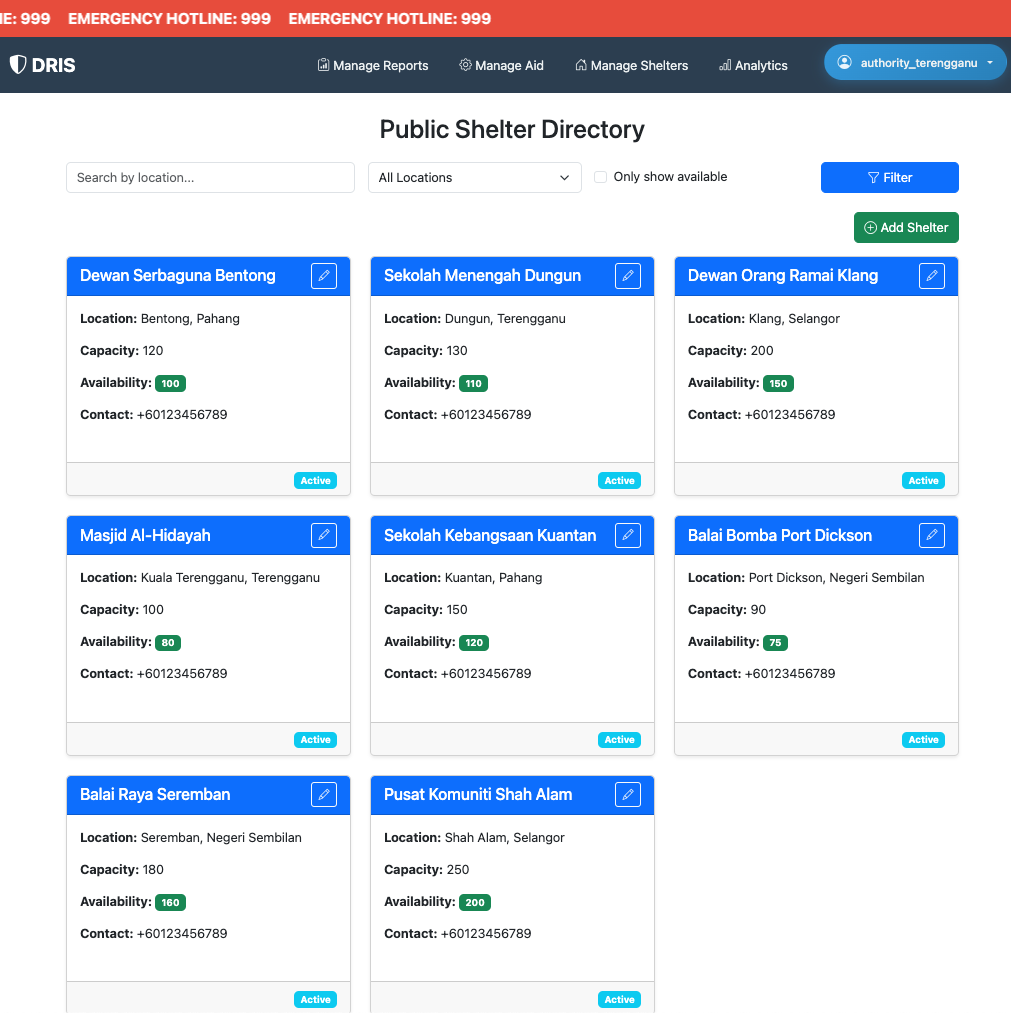 E: 999 EMERGENCY HOTLINE: 999 EMERGENCY HOTLINE: 999
DRIS
Manage Reports
Manage Aid
Manage Shelters
Analytics
authority_terengganu
Public Shelter Directory
Search by location...
All Locations
Only show available
Filter
Add Shelter
Dewan Serbaguna Bentong
Location: Bentong, Pahang
Capacity: 120
Availability: 100
Contact: +60123456789
Active
Sekolah Menengah Dungun
Location: Dungun, Terengganu
Capacity: 130
Availability: 110
Contact: +60123456789
Active
Dewan Orang Ramai Klang
Location: Klang, Selangor
Capacity: 200
Availability: 150
Contact: +60123456789
Active
Masjid Al-Hidayah
Location: Kuala Terengganu, Terengganu
Capacity: 100
Availability: 80
Contact: +60123456789
Active
Sekolah Kebangsaan Kuantan
Location: Kuantan, Pahang
Capacity: 150
Availability: 120
Contact: +60123456789
Active
Balai Bomba Port Dickson
Location: Port Dickson, Negeri Sembilan
Capacity: 90
Availability: 75
Contact: +60123456789
Active
Balai Raya Seremban
Location: Seremban, Negeri Sembilan
Capacity: 180
Availability: 160
Contact: +60123456789
Active
Pusat Komuniti Shah Alam
Location: Shah Alam, Selangor
Capacity: 250
Availability: 200
Contact: +60123456789
Active